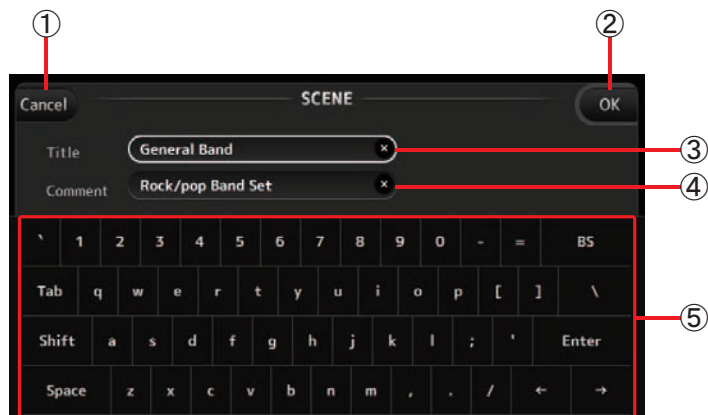 ① ②
Cancel SCENE OK
Title General Band × ③
Comment Rock/pop Band Set × ④
` 1 2 3 4 5 6 7 8 9 0 - = BS
Tab q w e r t y u i o p [ ] \
⑤
Shift a s d f g h j k l ; ' Enter
Space z x c v b n m , . / ← →